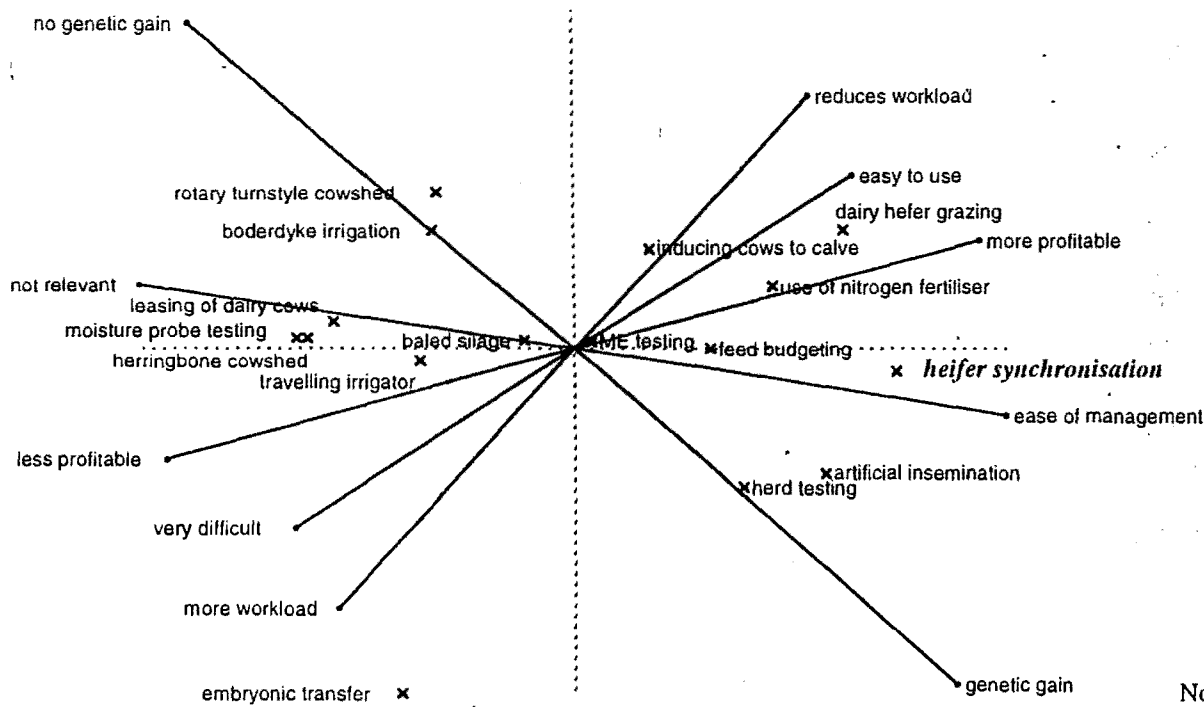 no genetic gain
reduces workload
rotary turnstyle cowshed
easy to use
boderdyke irrigation
dairy hefer grazing
inducing cows to calve
more profitable
not relevant
leasing of dairy cows
use of nitrogen fertiliser
moisture probe testing
baled silage
ME testing
feed budgeting
herringbone cowshed
heifer synchronisation
travelling irrigator
ease of management
less profitable
artificial insemination
herd testing
very difficult
more workload
embryonic transfer
genetic gain
No